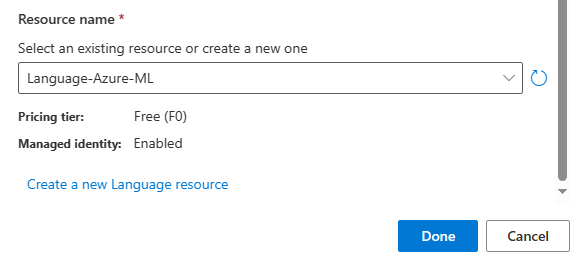 Resource name *
Select an existing resource or create a new one
Language-Azure-ML
Pricing tier: Free (F0)
Managed identity: Enabled
Create a new Language resource
Done Cancel